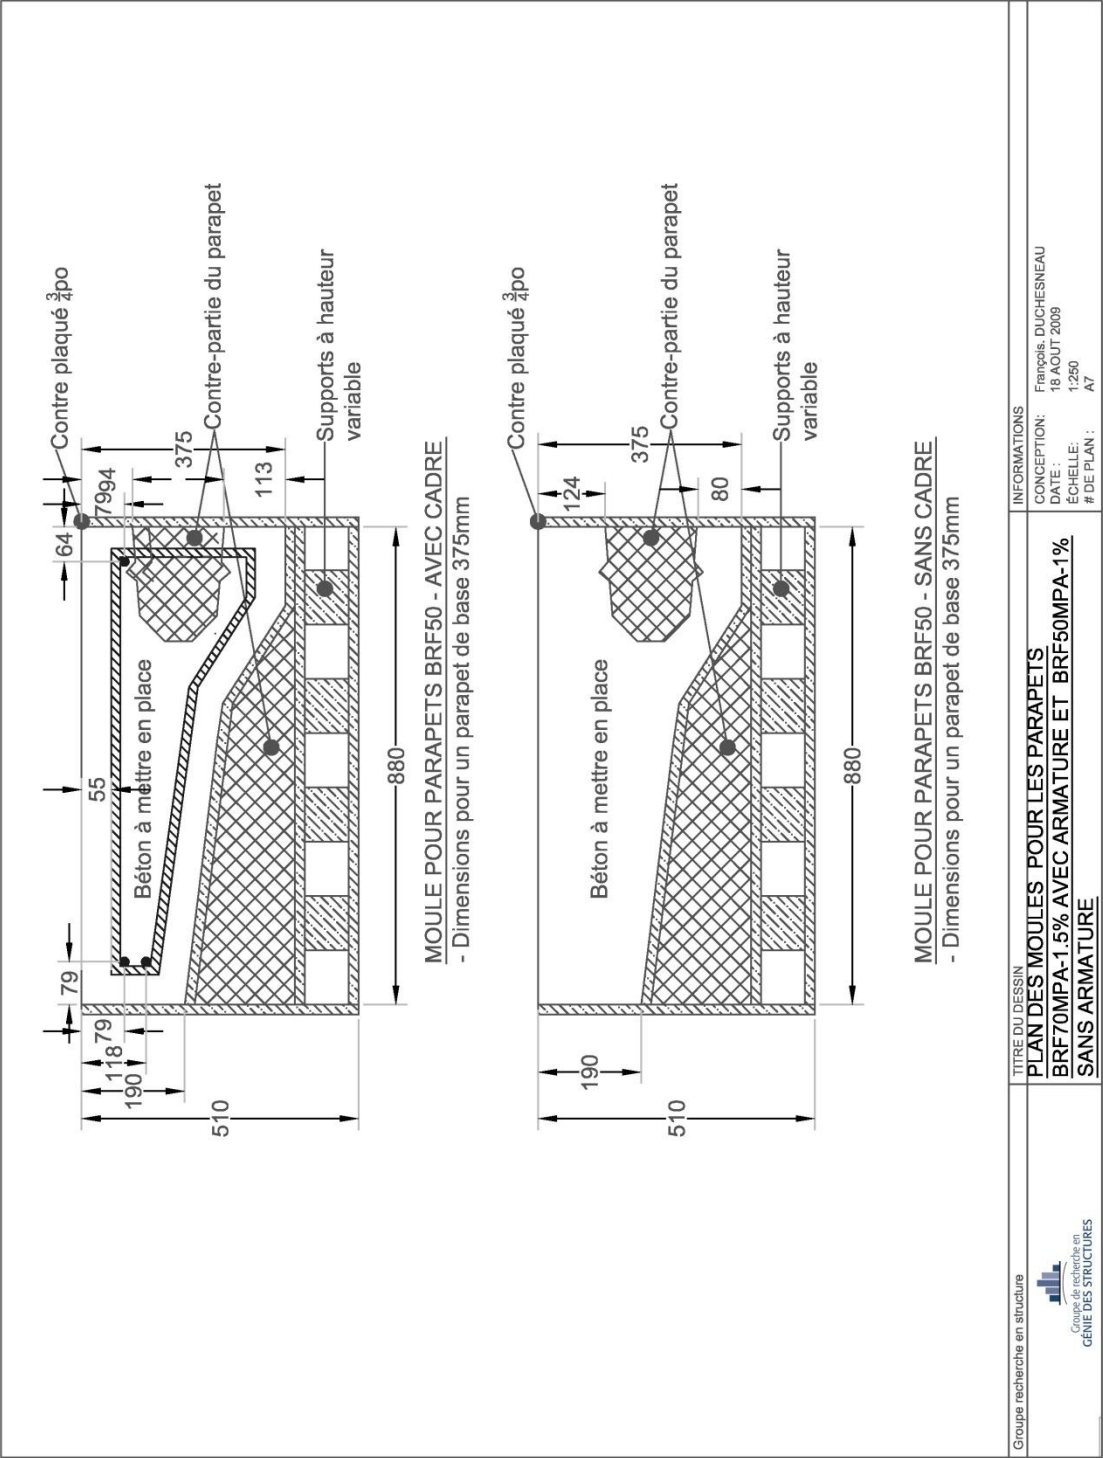 Contre plaqué 3/4po
64
79
94
375
Contre-partie du parapet
113
Supports à hauteur
variable
55
Béton à mettre en place
79
79
118
190
510
880
MOULE POUR PARAPETS BRF50 - AVEC CADRE
- Dimensions pour un parapet de base 375mm
Contre plaqué 3/4po
124
375
Contre-partie du parapet
80
Supports à hauteur
variable
Béton à mettre en place
190
510
880
MOULE POUR PARAPETS BRF50 - SANS CADRE
- Dimensions pour un parapet de base 375mm
Groupe recherche en structure
Groupe de recherche en
GÉNIE DES STRUCTURES
TITRE DU DESSIN
PLAN DES MOULES POUR LES PARAPETS
BRF70MPA-1.5% AVEC ARMATURE ET BRF50MPA-1%
SANS ARMATURE
INFORMATIONS
CONCEPTION: François. DUCHESNEAU
DATE : 18 AOUT 2009
ÉCHELLE: 1:250
# DE PLAN : A7